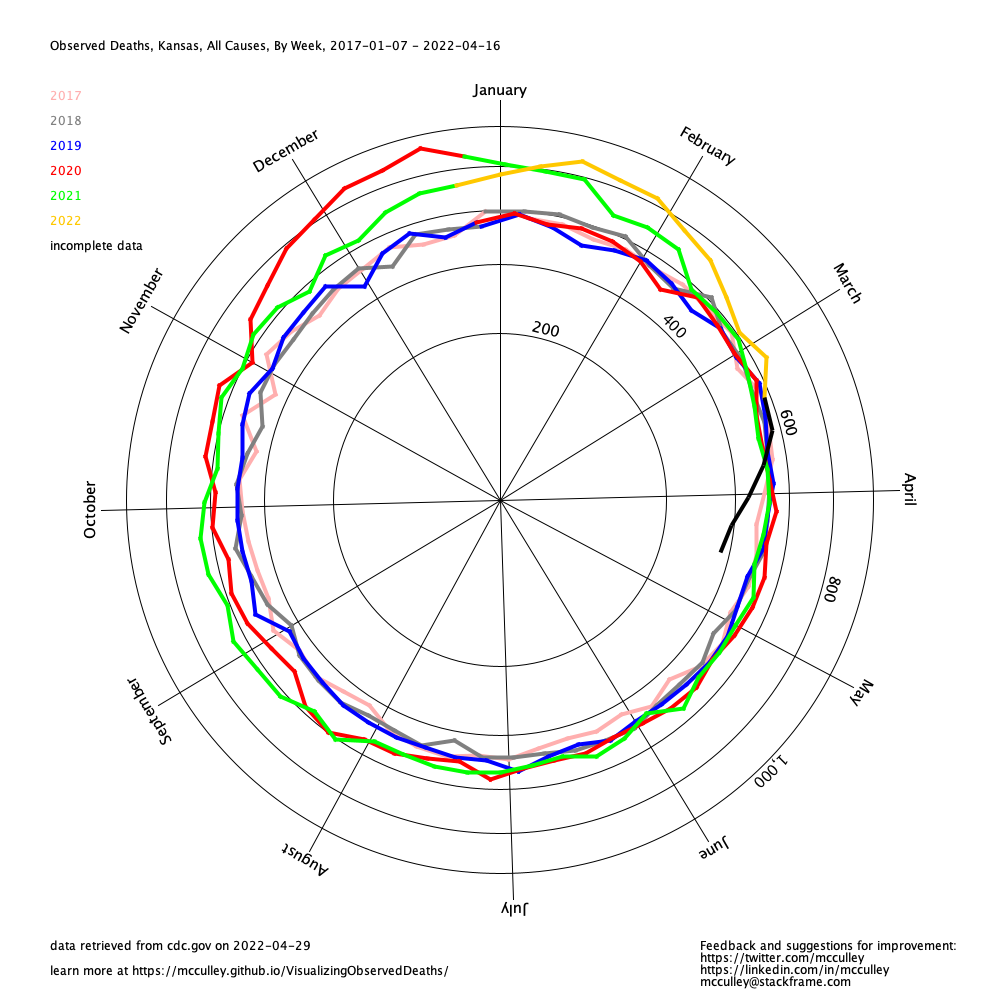 Observed Deaths, Kansas, All Causes, By Week, 2017-01-07 - 2022-04-16
2017
2018
2019
2020
2021
2022
incomplete data
January
February
March
April
May
June
July
August
September
October
November
December
200
400
600
800
1,000
data retrieved from cdc.gov on 2022-04-29
learn more at https://mcculley.github.io/VisualizingObservedDeaths/
Feedback and suggestions for improvement:
https://twitter.com/mcculley
https://linkedin.com/in/mcculley
mcculley@stackframe.com